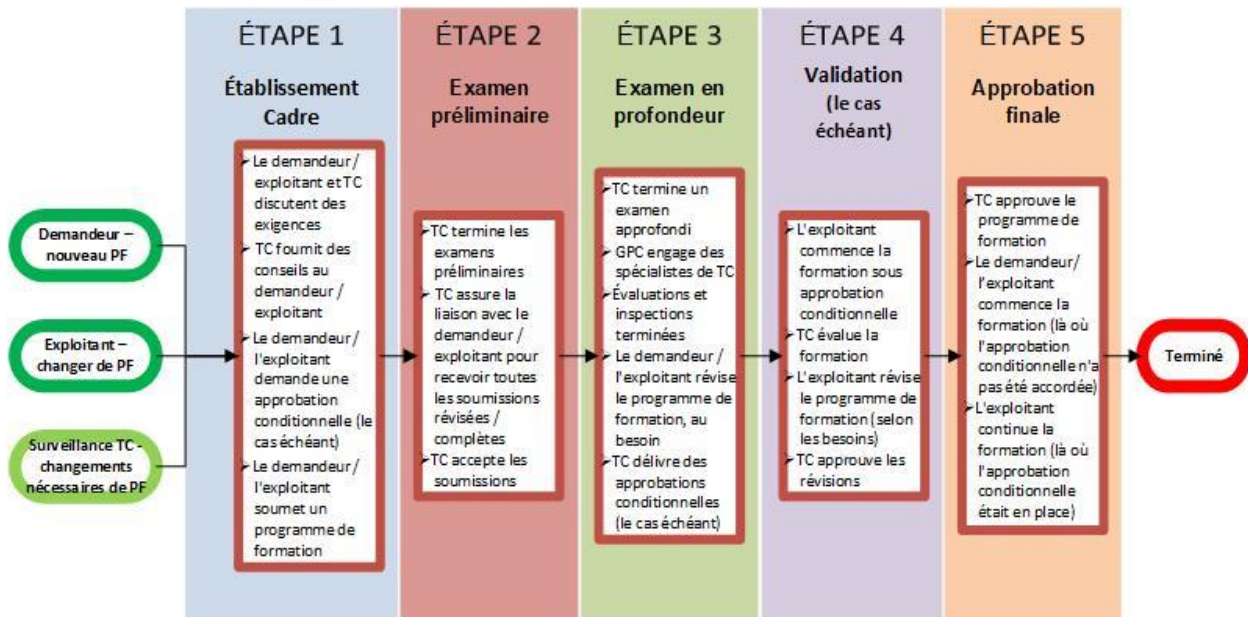 Demandeur –
nouveau PF
Exploitant –
changer de PF
Surveillance TC -
changements
nécessaires de PF
ÉTAPE 1
Établissement
Cadre
➢Le demandeur /
exploitant et TC
discutent des
exigences
➢TC fournit des
conseils au
demandeur /
exploitant
➢Le demandeur /
l'exploitant
demande une
approbation
conditionnelle (le
cas échéant)
➢Le demandeur /
l'exploitant
soumet un
programme de
formation
ÉTAPE 2
Examen
préliminaire
➢TC termine les
examens
préliminaires
➢TC assure la
liaison avec le
demandeur /
exploitant pour
recevoir toutes
les soumissions
révisées /
complètes
➢TC accepte les
soumissions
ÉTAPE 3
Examen en
profondeur
➢TC termine un
examen
approfondi
➢GPC engage des
spécialistes de TC
➢Évaluations et
inspections
terminées
➢Le demandeur /
l'exploitant révise
le programme de
formation, au
besoin
➢TC délivre des
approbations
conditionnelles
(le cas échéant)
ÉTAPE 4
Validation
(le cas
échéant)
➢L'exploitant
commence la
formation sous
approbation
conditionnelle
➢TC évalue la
formation
➢L'exploitant révise
le programme de
formation (selon
les besoins)
➢TC approuve les
révisions
ÉTAPE 5
Approbation
finale
➢TC approuve le
programme de
formation
➢Le demandeur/
l’exploitant
commence la
formation (là où
l'approbation
conditionnelle n'a
pas été accordée)
➢L'exploitant
continue la
formation (là où
l'approbation
conditionnelle
était en place)
Terminé